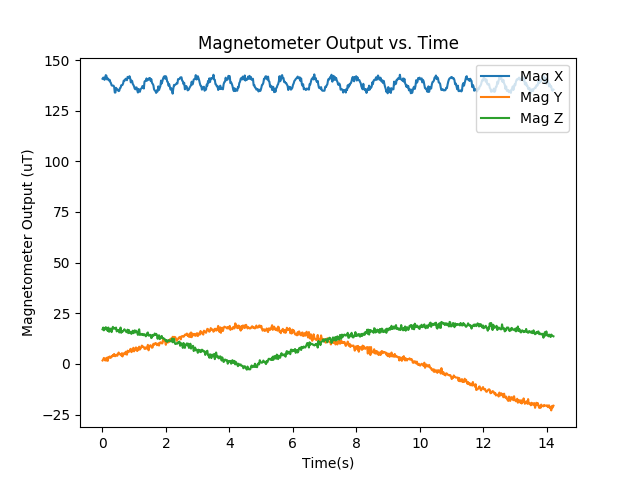 Magnetometer Output vs. Time
Mag X
Mag Y
Mag Z
Magnetometer Output (uT)
150
125
100
75
50
25
0
−25
0 2 4 6 8 10 12 14
Time(s)